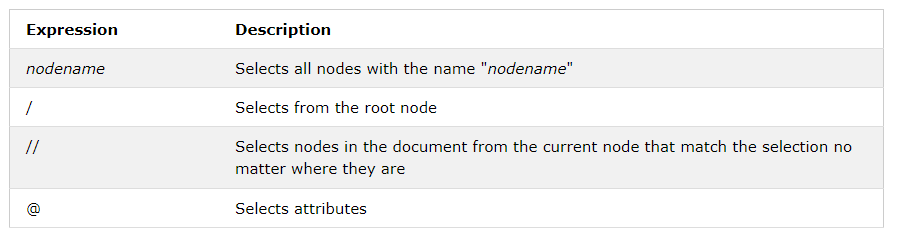 Expression Description
nodename Selects all nodes with the name "nodename"
/ Selects from the root node
// Selects nodes in the document from the current node that match the selection no
matter where they are
@ Selects attributes